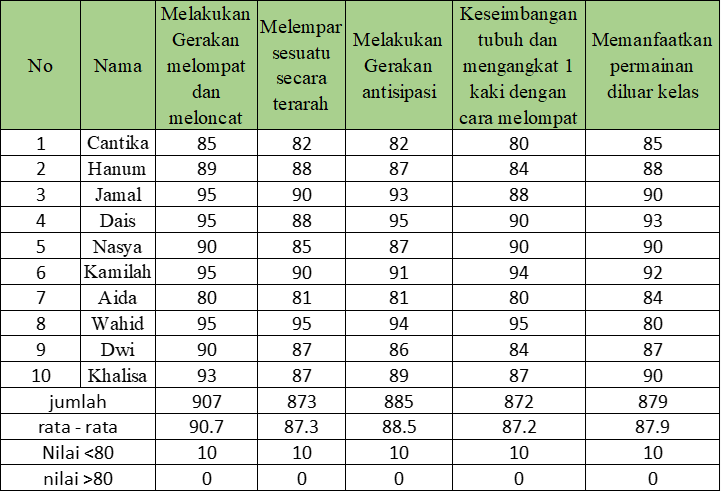 No Nama Melakukan Gerakan melompat dan meloncat Melempar sesuatu secara terarah Melakukan Gerakan antisipasi Keseimbangan tubuh dan mengangkat 1 kaki dengan cara melompat Memanfaatkan permainan diluar kelas
1 Cantika 85 82 82 80 85
2 Hanum 89 88 87 84 88
3 Jamal 95 90 93 88 90
4 Dais 95 88 95 90 93
5 Nasya 90 85 87 90 90
6 Kamilah 95 90 91 94 92
7 Aida 80 81 81 80 84
8 Wahid 95 95 94 95 80
9 Dwi 90 87 86 84 87
10 Khalisa 93 87 89 87 90
jumlah 907 873 885 872 879
rata - rata 90.7 87.3 88.5 87.2 87.9
Nilai <80 10 10 10 10 10
nilai >80 0 0 0 0 0